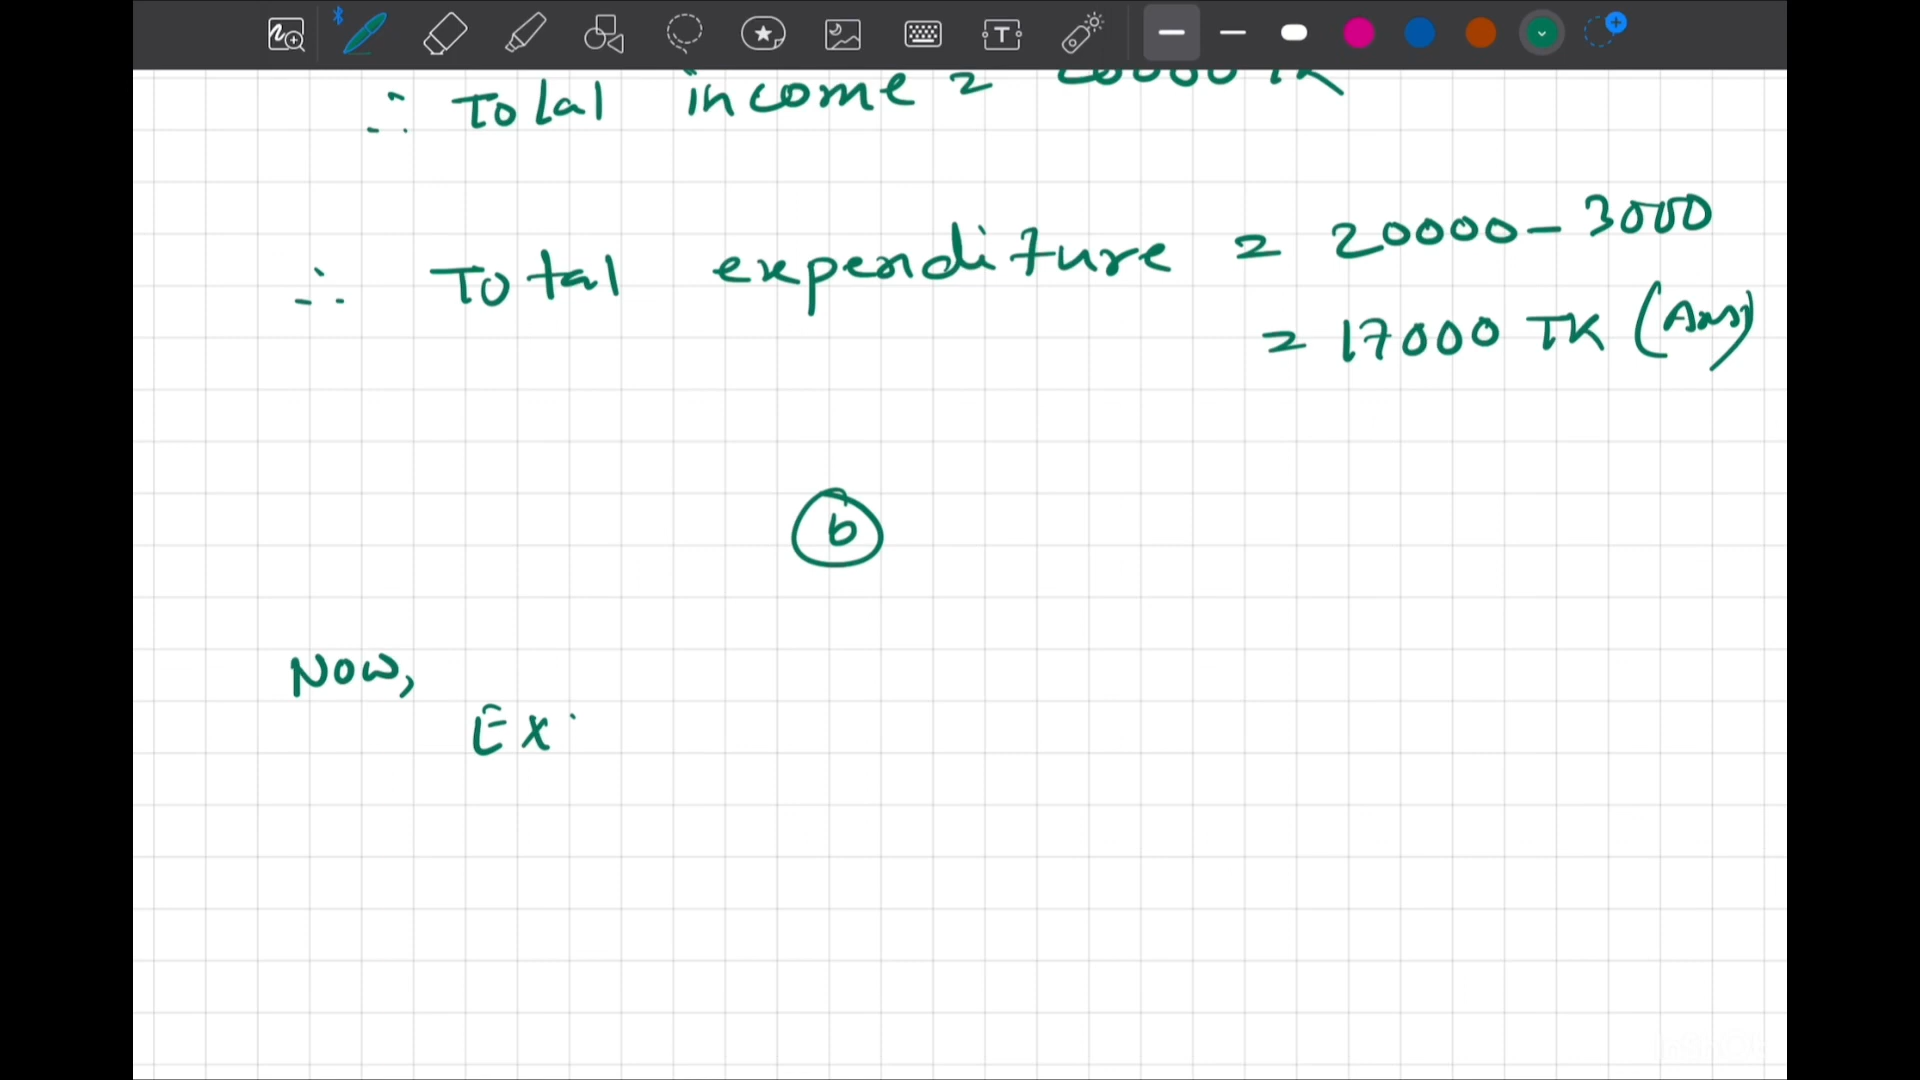 ∴ Total income = 20000 TK
∴ Total expenditure = 20000 - 3000
= 17000 TK (Ans)
b
Now,
Ex